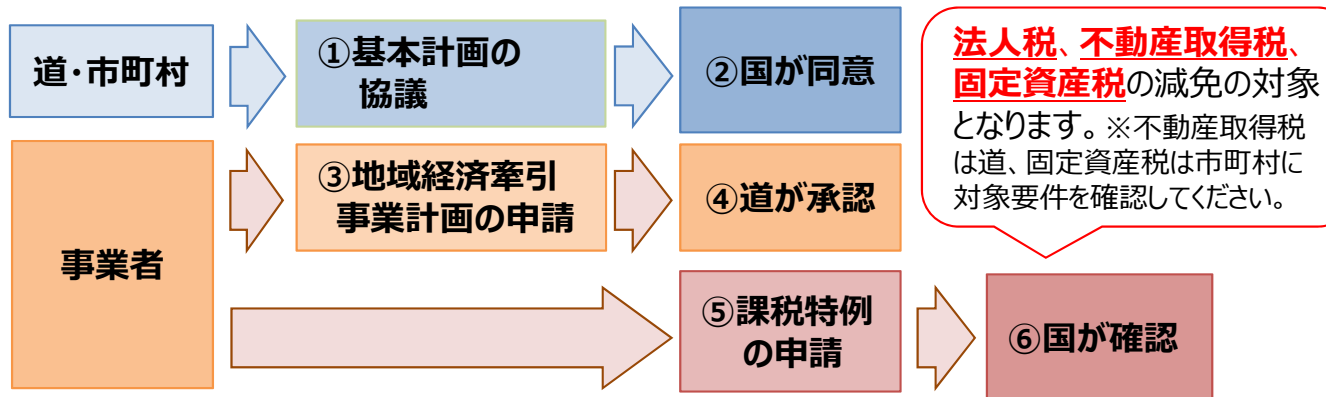 道・市町村
①基本計画の
協議
②国が同意
法人税、不動産取得税、
固定資産税の減免の対象
となります。※不動産取得税
は道、固定資産税は市町村に
対象要件を確認してください。
事業者
③地域経済牽引
事業計画の申請
④道が承認
⑤課税特例
の申請
⑥国が確認